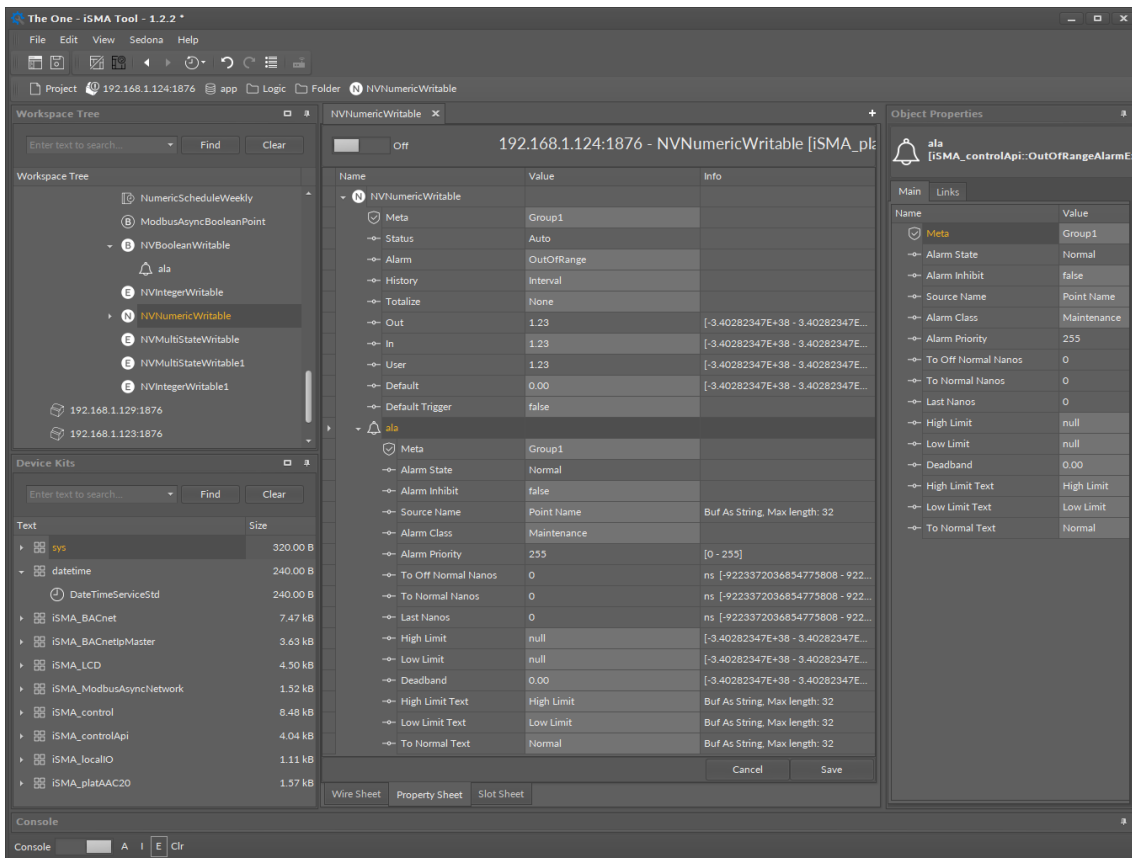 The One - iSMA Tool - 1.2.2 *
File Edit View Sedona Help
Project 192.168.1.124:1876 app Logic Folder N NVNumericWritable
Workspace Tree
Enter text to search... Find Clear
Workspace Tree
NumericScheduleWeekly
B ModbusAsyncBooleanPoint
B NVBooleanWritable
ala
E NVIntegerWritable
N NVNumericWritable
E NVMultiStateWritable
E NVMultiStateWritable1
E NVIntegerWritable1
192.168.1.129:1876
192.168.1.123:1876
Device Kits
Enter text to search... Find Clear
Text Size
sys 320.00 B
datetime 240.00 B
DateTimeServiceStd 240.00 B
iSMA_BACnet 7.47 kB
iSMA_BACnetIpMaster 3.63 kB
iSMA_LCD 4.50 kB
iSMA_ModbusAsyncNetwork 1.52 kB
iSMA_control 8.48 kB
iSMA_controlApi 4.04 kB
iSMA_localIO 1.11 kB
iSMA_platAAC20 1.57 kB
NVNumericWritable
Off 192.168.1.124:1876 - NVNumericWritable [iSMA_pla
Name Value Info
N NVNumericWritable
Meta Group1
Status Auto
Alarm OutOfRange
History Interval
Totalize None
Out 1.23 [-3.40282347E+38 - 3.40282347E...
In 1.23 [-3.40282347E+38 - 3.40282347E...
User 1.23 [-3.40282347E+38 - 3.40282347E...
Default 0.00 [-3.40282347E+38 - 3.40282347E...
Default Trigger false
ala
Meta Group1
Alarm State Normal
Alarm Inhibit false
Source Name Point Name Buf As String, Max length: 32
Alarm Class Maintenance
Alarm Priority 255 [0 - 255]
To Off Normal Nanos 0 ns [-9223372036854775808 - 922...
To Normal Nanos 0 ns [-9223372036854775808 - 922...
Last Nanos 0 ns [-9223372036854775808 - 922...
High Limit null [-3.40282347E+38 - 3.40282347E...
Low Limit null [-3.40282347E+38 - 3.40282347E...
Deadband 0.00 [-3.40282347E+38 - 3.40282347E...
High Limit Text High Limit Buf As String, Max length: 32
Low Limit Text Low Limit Buf As String, Max length: 32
To Normal Text Normal Buf As String, Max length: 32
Cancel Save
Wire Sheet Property Sheet Slot Sheet
Object Properties
ala
[iSMA_controlApi::OutOfRangeAlarmE
Main Links
Name Value
Meta Group1
Alarm State Normal
Alarm Inhibit false
Source Name Point Name
Alarm Class Maintenance
Alarm Priority 255
To Off Normal Nanos 0
To Normal Nanos 0
Last Nanos 0
High Limit null
Low Limit null
Deadband 0.00
High Limit Text High Limit
Low Limit Text Low Limit
To Normal Text Normal
Console
Console A I E Clr